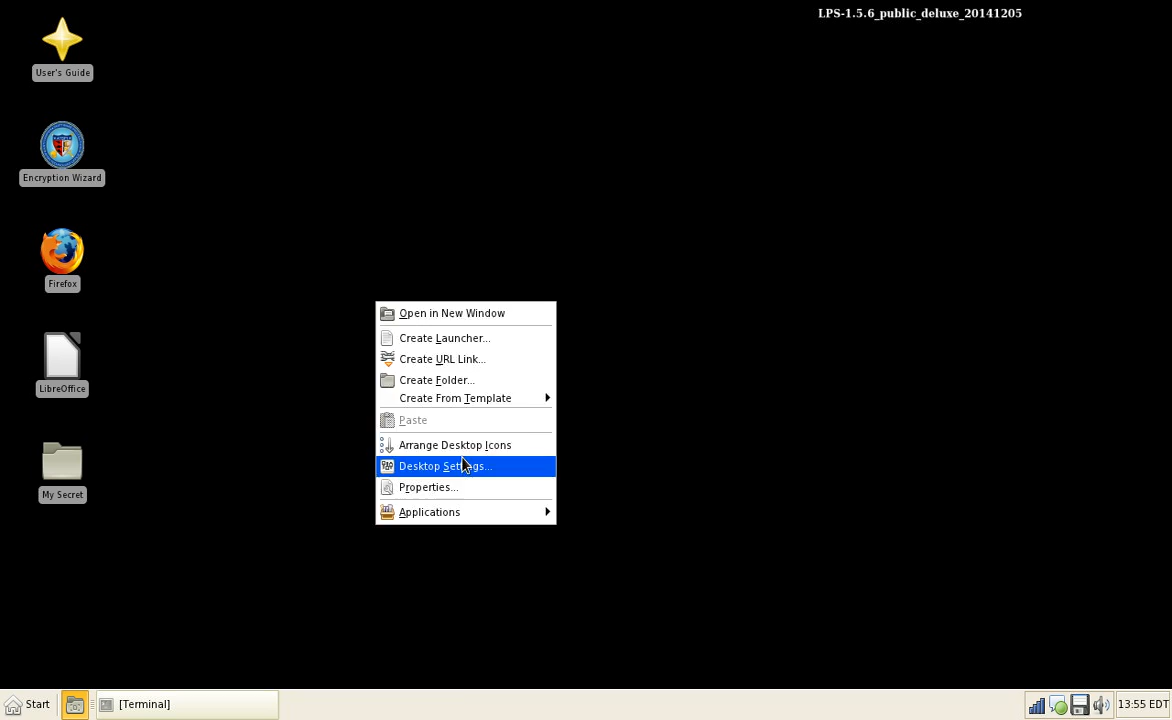 LPS-1.5.6_public_deluxe_20141205
User's Guide
Encryption Wizard
Firefox
LibreOffice
My Secret
Open in New Window
Create Launcher...
Create URL Link...
Create Folder...
Create From Template
Paste
Arrange Desktop Icons
Desktop Settings...
Properties...
Applications
Start
[Terminal]
13:55 EDT